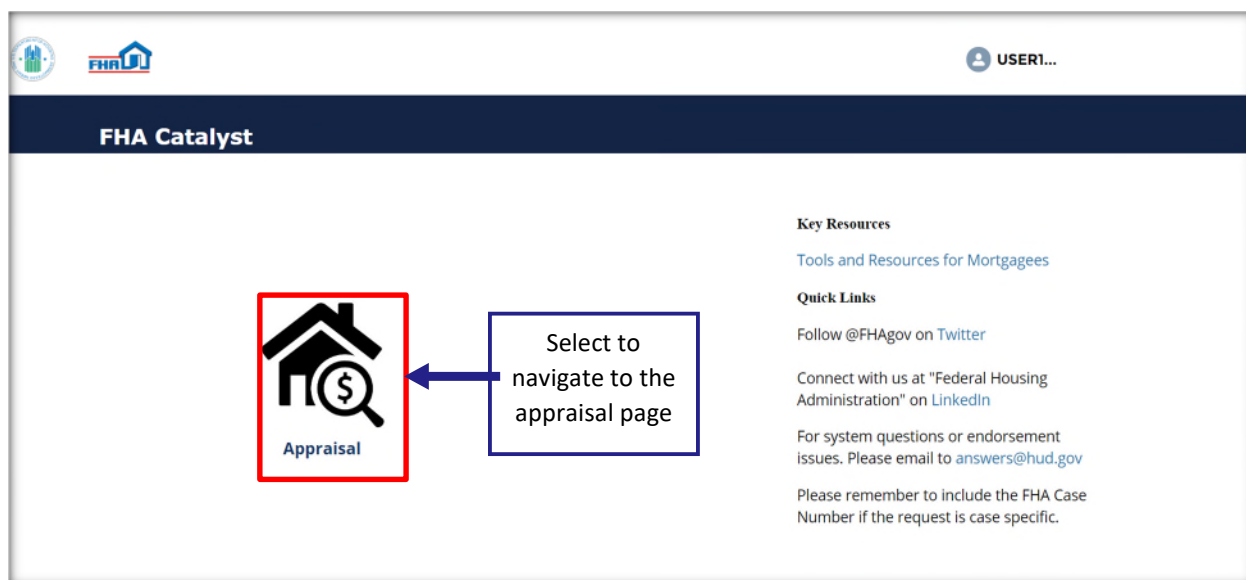 FHA
USER1...
FHA Catalyst
Appraisal
Select to
navigate to the
appraisal page
Key Resources
Tools and Resources for Mortgagees
Quick Links
Follow @FHAgov on Twitter
Connect with us at "Federal Housing
Administration" on LinkedIn
For system questions or endorsement
issues. Please email to answers@hud.gov
Please remember to include the FHA Case
Number if the request is case specific.